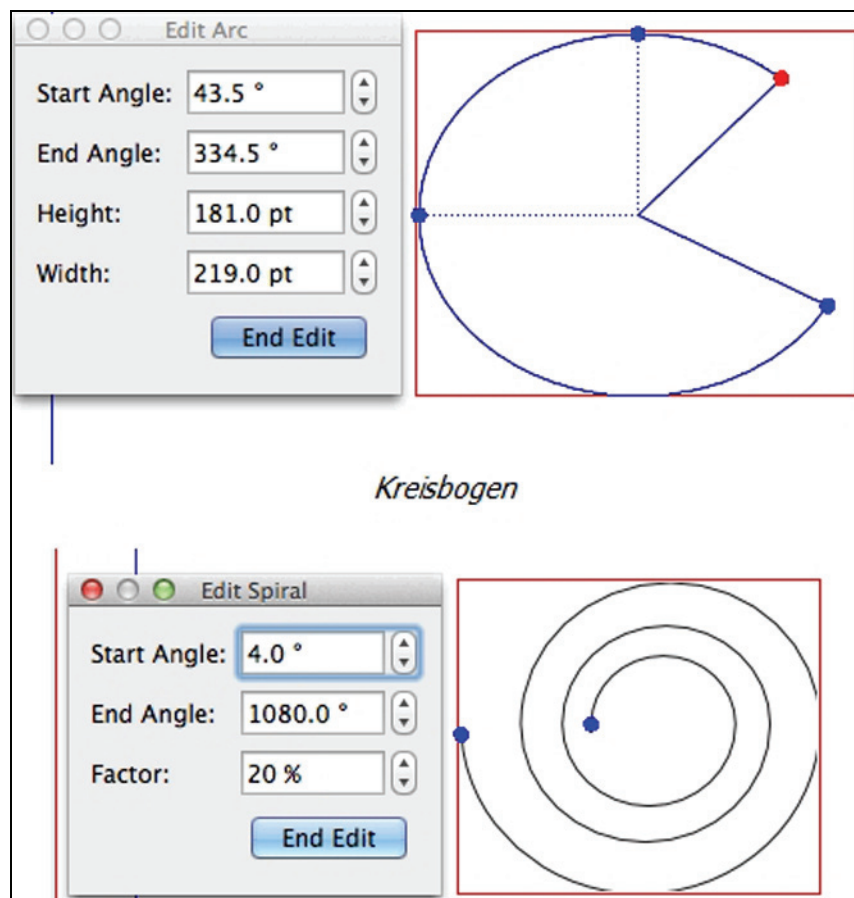 Edit Arc
Start Angle: 43.5 °
End Angle: 334.5 °
Height: 181.0 pt
Width: 219.0 pt
End Edit
Kreisbogen
Edit Spiral
Start Angle: 4.0 °
End Angle: 1080.0 °
Factor: 20 %
End Edit